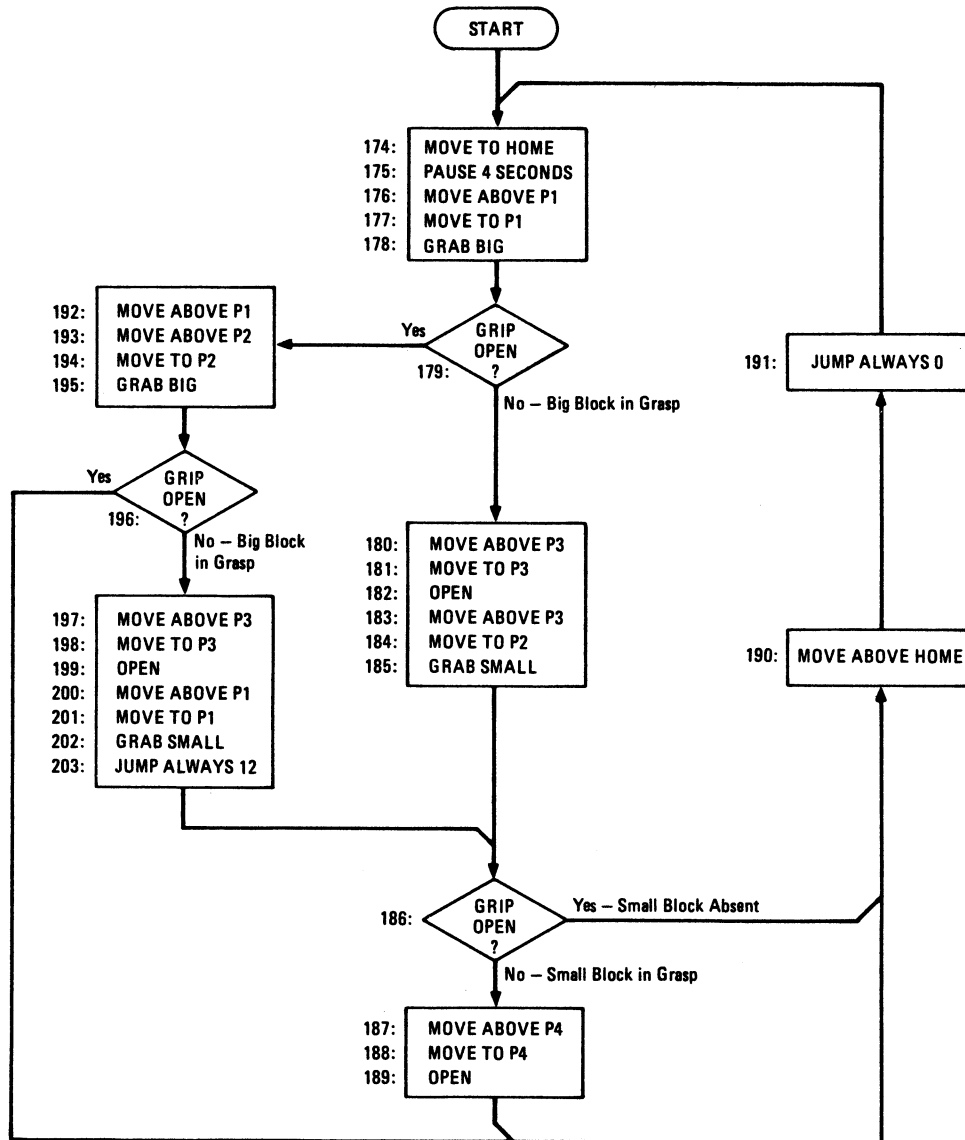 START
174: MOVE TO HOME
175: PAUSE 4 SECONDS
176: MOVE ABOVE P1
177: MOVE TO P1
178: GRAB BIG
GRIP
OPEN
?
179:
Yes
No – Big Block in Grasp
192: MOVE ABOVE P1
193: MOVE ABOVE P2
194: MOVE TO P2
195: GRAB BIG
GRIP
OPEN
?
196:
Yes
No – Big Block
in Grasp
197: MOVE ABOVE P3
198: MOVE TO P3
199: OPEN
200: MOVE ABOVE P1
201: MOVE TO P1
202: GRAB SMALL
203: JUMP ALWAYS 12
180: MOVE ABOVE P3
181: MOVE TO P3
182: OPEN
183: MOVE ABOVE P3
184: MOVE TO P2
185: GRAB SMALL
186:
GRIP
OPEN
?
Yes – Small Block Absent
No – Small Block in Grasp
187: MOVE ABOVE P4
188: MOVE TO P4
189: OPEN
190: MOVE ABOVE HOME
191: JUMP ALWAYS 0